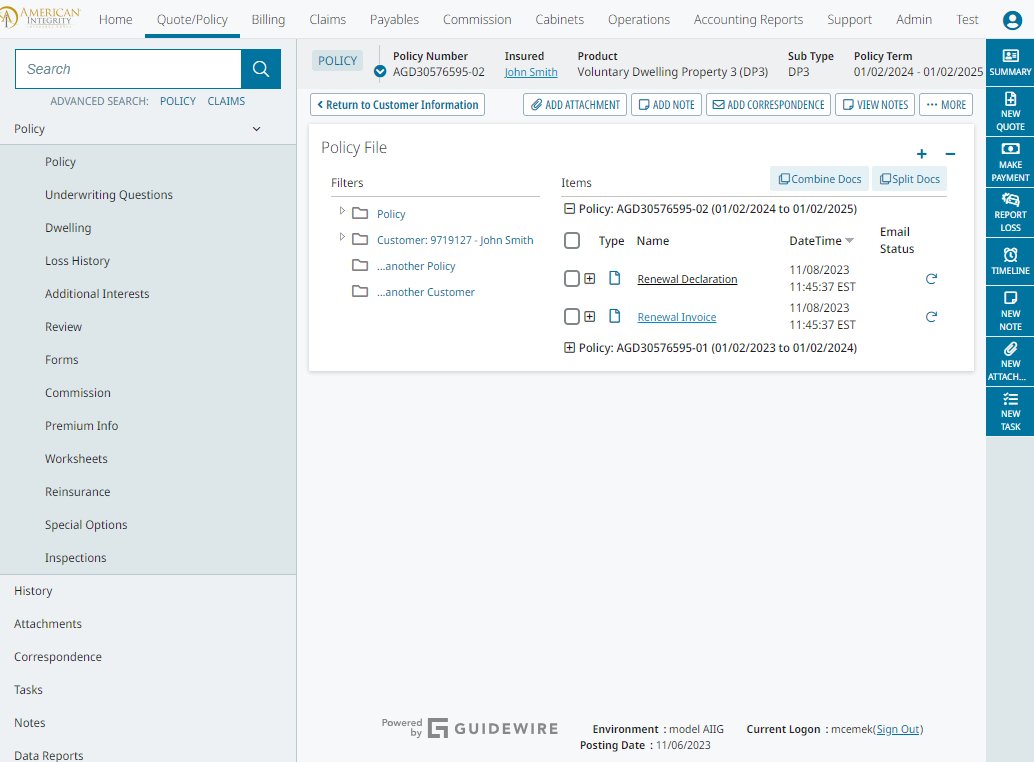 AMERICAN INTEGRITY
Home Quote/Policy Billing Claims Payables Commission Cabinets Operations Accounting Reports Support Admin Test
Search
ADVANCED SEARCH: POLICY CLAIMS
Policy
Policy
Underwriting Questions
Dwelling
Loss History
Additional Interests
Review
Forms
Commission
Premium Info
Worksheets
Reinsurance
Special Options
Inspections
History
Attachments
Correspondence
Tasks
Notes
Data Reports
POLICY
Policy Number Insured Product Sub Type Policy Term
AGD30576595-02 John Smith Voluntary Dwelling Property 3 (DP3) DP3 01/02/2024 - 01/02/2025
Return to Customer Information ADD ATTACHMENT ADD NOTE ADD CORRESPONDENCE VIEW NOTES ••• MORE
Policy File
+ −
Filters
Policy
Customer: 9719127 - John Smith
...another Policy
...another Customer
Items Combine Docs Split Docs
Policy: AGD30576595-02 (01/02/2024 to 01/02/2025)
Type Name DateTime Email Status
Renewal Declaration 11/08/2023 11:45:37 EST
Renewal Invoice 11/08/2023 11:45:37 EST
Policy: AGD30576595-01 (01/02/2023 to 01/02/2024)
SUMMARY
NEW QUOTE
MAKE PAYMENT
REPORT LOSS
TIMELINE
NEW NOTE
NEW ATTACH...
NEW TASK
Powered by GUIDEWIRE
Environment : model AIIG Current Logon : mcemek(Sign Out)
Posting Date : 11/06/2023